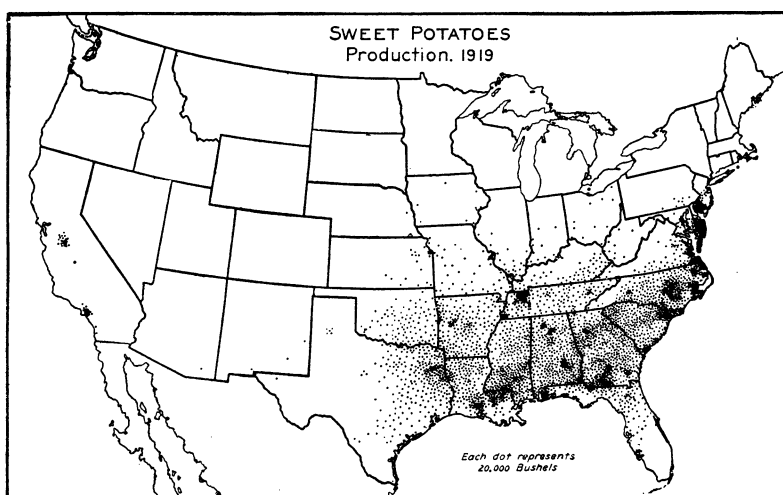 SWEET POTATOES
Production. 1919
Each dot represents
20,000 Bushels